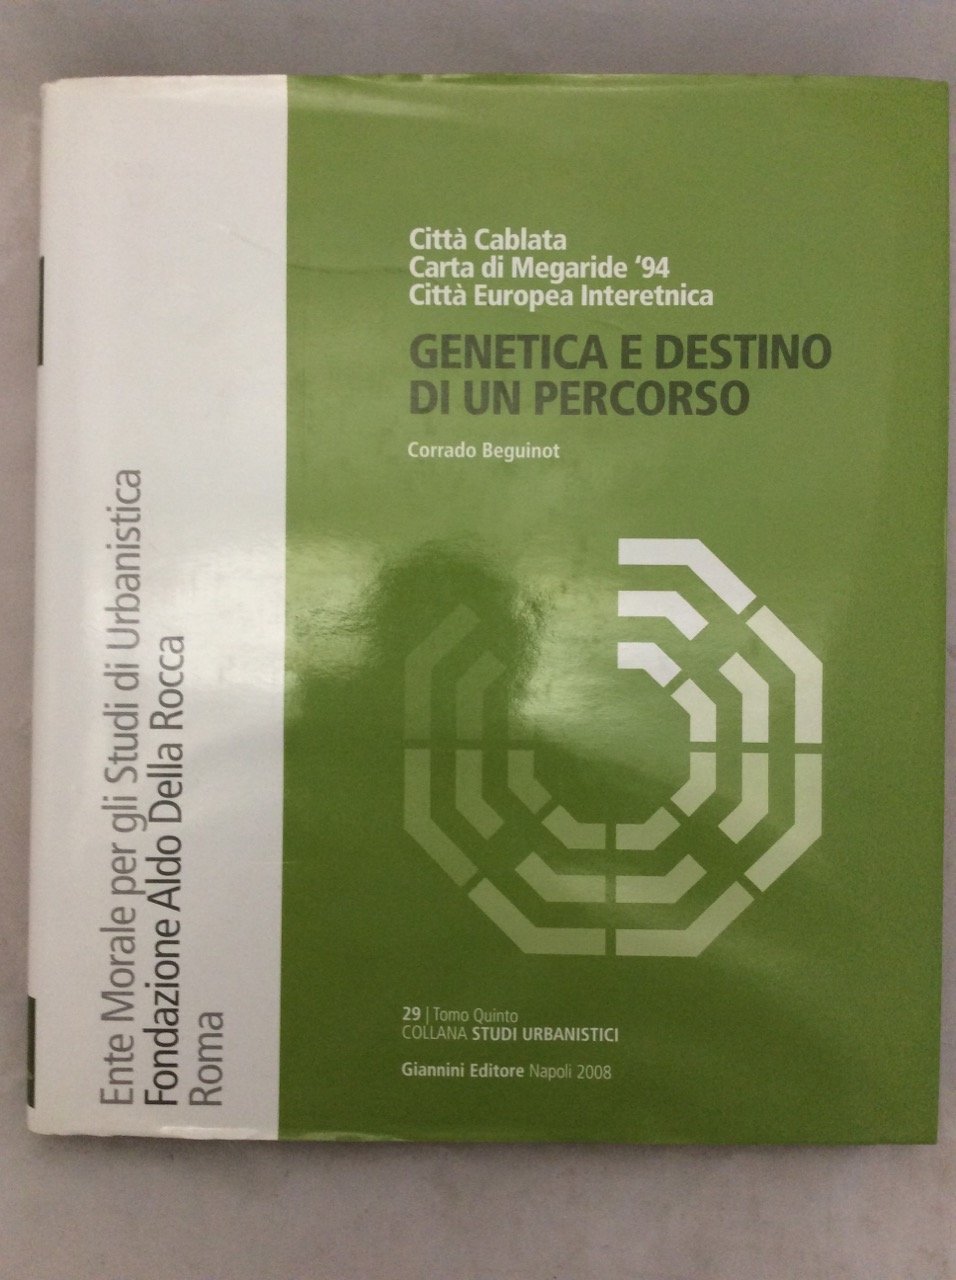 Città Cablata
Carta di Megaride ‘94
Città Europea Interetnica
GENETICA E DESTINO
DI UN PERCORSO
Corrado Beguinot
29 | Tomo Quinto
COLLANA STUDI URBANISTICI
Giannini Editore Napoli 2008
Ente Morale per gli Studi di Urbanistica
Fondazione Aldo Della Rocca
Roma